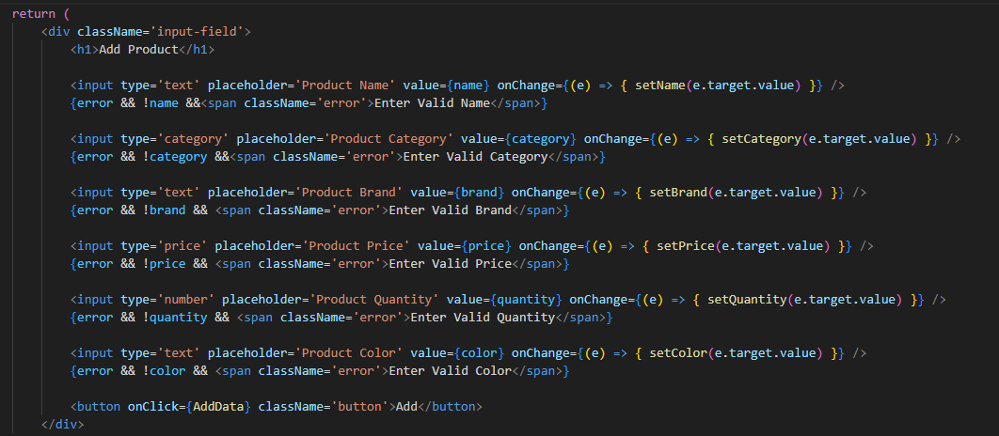 return (
<div className='input-field'>
<h1>Add Product</h1>
<input type='text' placeholder='Product Name' value={name} onChange={(e) => { setName(e.target.value) }} />
{error && !name &&<span className='error'>Enter Valid Name</span>}
<input type='category' placeholder='Product Category' value={category} onChange={(e) => { setCategory(e.target.value) }} />
{error && !category &&<span className='error'>Enter Valid Category</span>}
<input type='text' placeholder='Product Brand' value={brand} onChange={(e) => { setBrand(e.target.value) }} />
{error && !brand && <span className='error'>Enter Valid Brand</span>}
<input type='price' placeholder='Product Price' value={price} onChange={(e) => { setPrice(e.target.value) }} />
{error && !price && <span className='error'>Enter Valid Price</span>}
<input type='number' placeholder='Product Quantity' value={quantity} onChange={(e) => { setQuantity(e.target.value) }} />
{error && !quantity && <span className='error'>Enter Valid Quantity</span>}
<input type='text' placeholder='Product Color' value={color} onChange={(e) => { setColor(e.target.value) }} />
{error && !color && <span className='error'>Enter Valid Color</span>}
<button onClick={AddData} className='button'>Add</button>
</div>